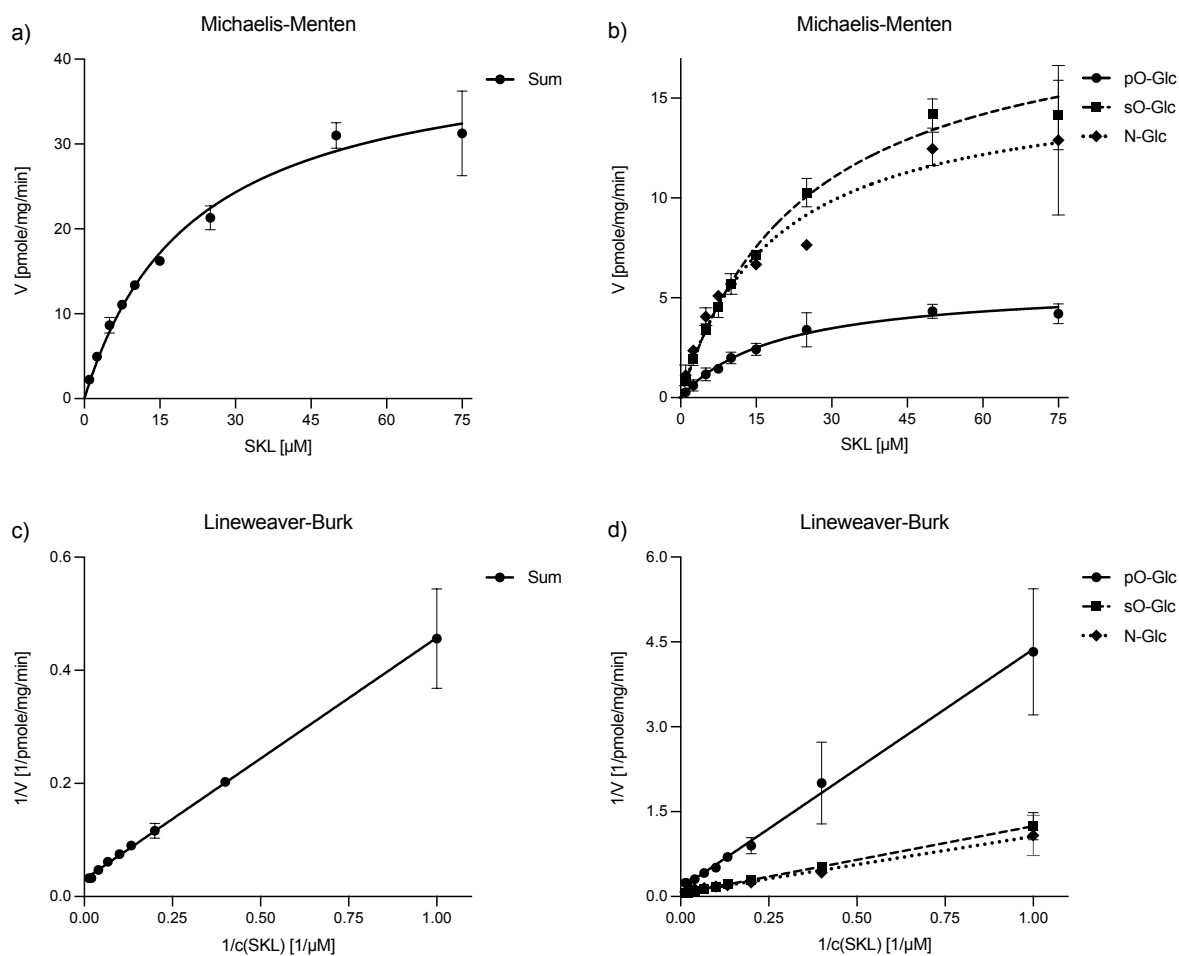 a)
Michaelis-Menten
40
30
20
10
0
V [pmole/mg/min]
0 15 30 45 60 75
SKL [µM]
Sum
b)
Michaelis-Menten
15
10
5
0
V [pmole/mg/min]
0 15 30 45 60 75
SKL [µM]
pO-Glc
sO-Glc
N-Glc
c)
Lineweaver-Burk
0.6
0.4
0.2
0.0
1/V [1/pmole/mg/min]
0.00 0.25 0.50 0.75 1.00
1/c(SKL) [1/µM]
Sum
d)
Lineweaver-Burk
6.0
4.5
3.0
1.5
0.0
1/V [1/pmole/mg/min]
0.00 0.25 0.50 0.75 1.00
1/c(SKL) [1/µM]
pO-Glc
sO-Glc
N-Glc